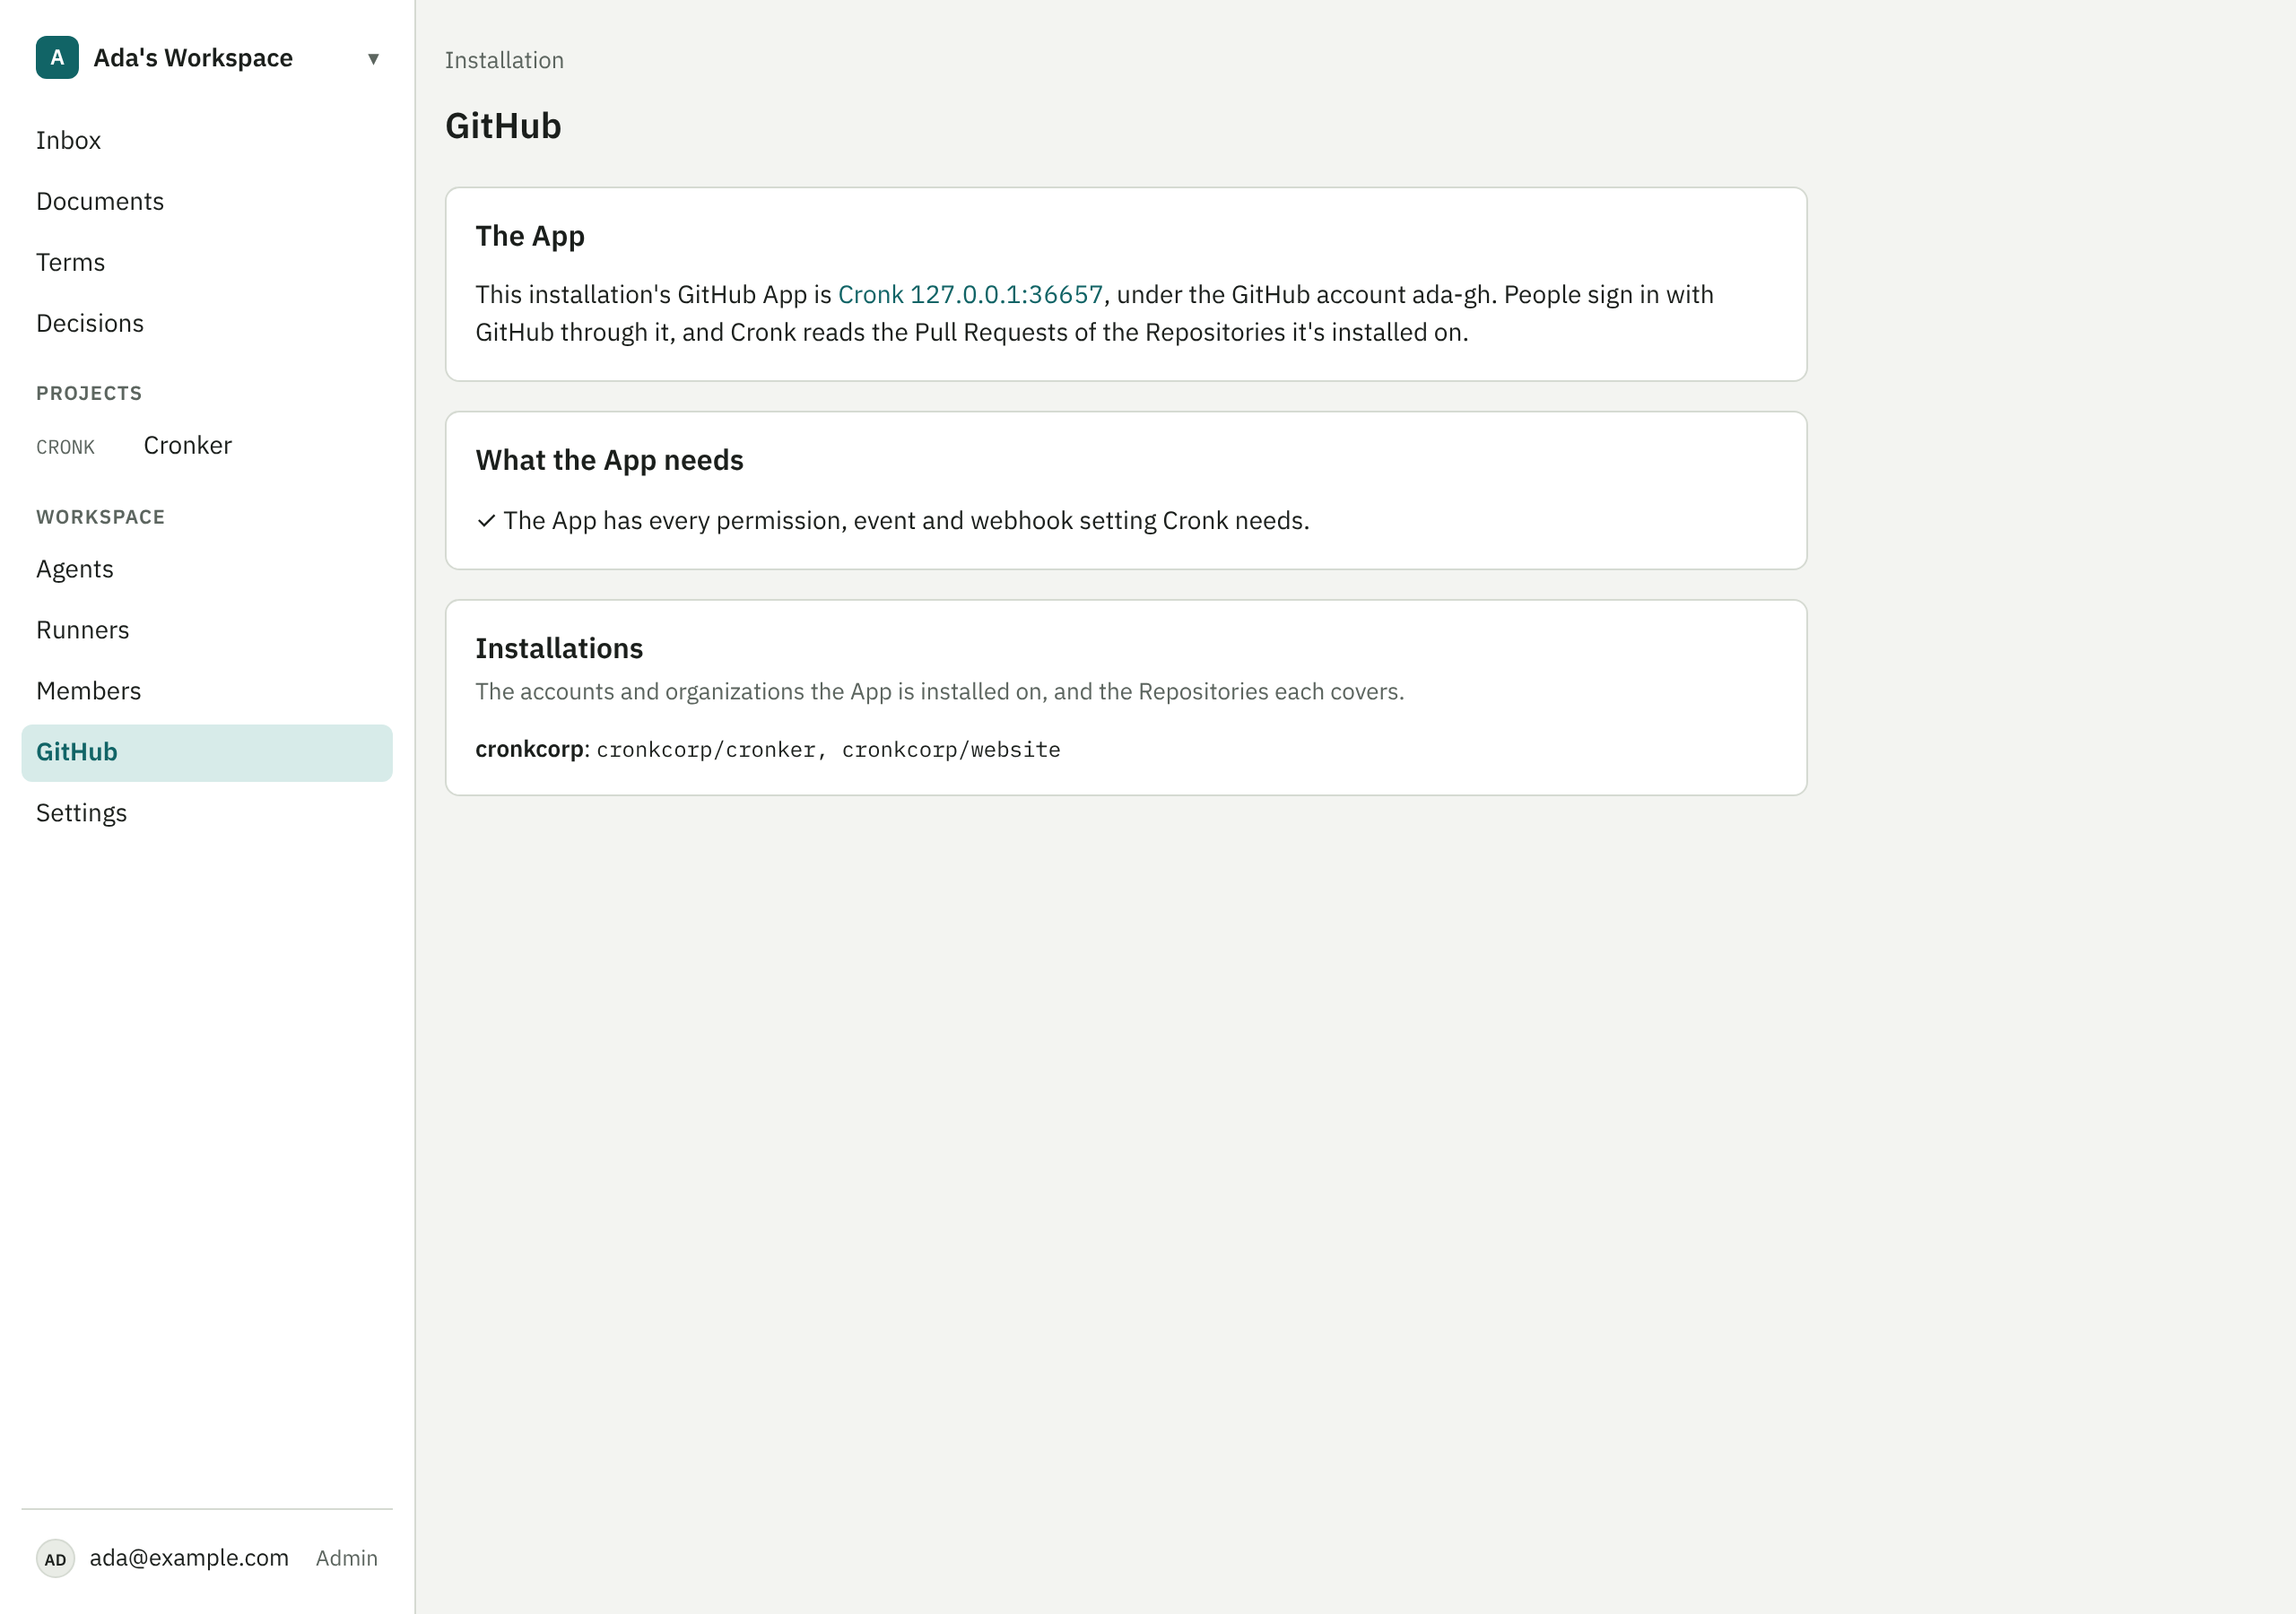 A Ada's Workspace ▼
Inbox
Documents
Terms
Decisions
PROJECTS
CRONK Cronker
WORKSPACE
Agents
Runners
Members
GitHub
Settings
AD ada@example.com Admin
Installation
GitHub
The App
This installation's GitHub App is Cronk 127.0.0.1:36657, under the GitHub account ada-gh. People sign in with
GitHub through it, and Cronk reads the Pull Requests of the Repositories it's installed on.
What the App needs
✓ The App has every permission, event and webhook setting Cronk needs.
Installations
The accounts and organizations the App is installed on, and the Repositories each covers.
cronkcorp: cronkcorp/cronker, cronkcorp/website